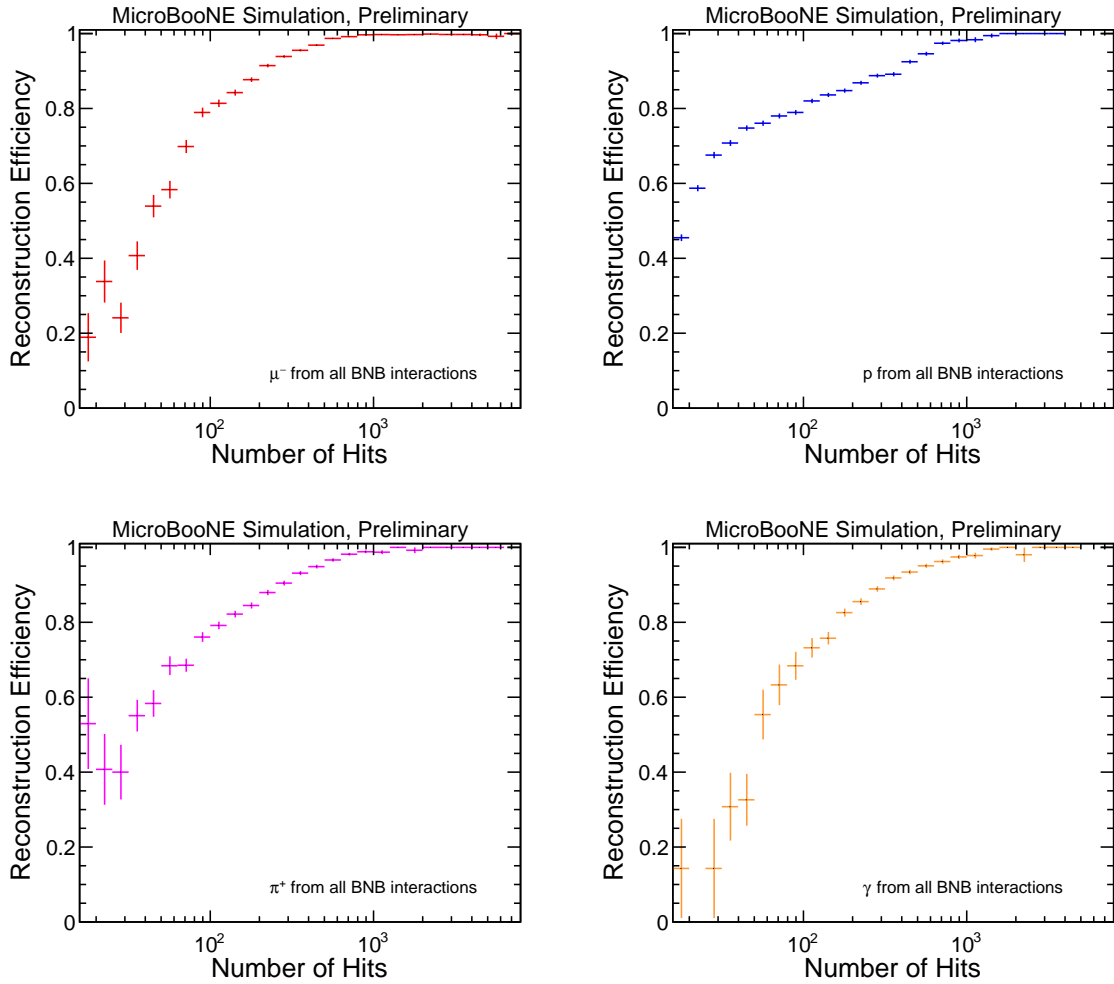 MicroBooNE Simulation, Preliminary
Reconstruction Efficiency
1
0.8
0.6
0.4
0.2
0
μ⁻ from all BNB interactions
10² 10³
Number of Hits
MicroBooNE Simulation, Preliminary
Reconstruction Efficiency
1
0.8
0.6
0.4
0.2
0
p from all BNB interactions
10² 10³
Number of Hits
MicroBooNE Simulation, Preliminary
Reconstruction Efficiency
1
0.8
0.6
0.4
0.2
0
π⁺ from all BNB interactions
10² 10³
Number of Hits
MicroBooNE Simulation, Preliminary
Reconstruction Efficiency
1
0.8
0.6
0.4
0.2
0
γ from all BNB interactions
10² 10³
Number of Hits